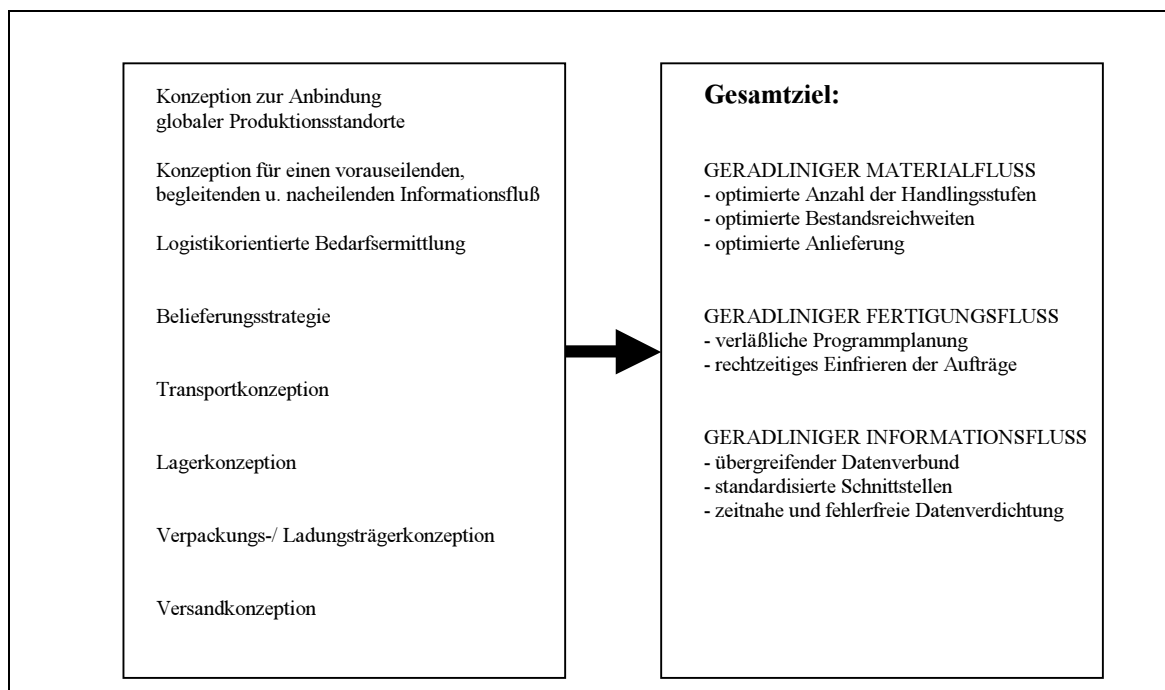 Konzeption zur Anbindung
globaler Produktionsstandorte
Konzeption für einen vorauseilenden,
begleitenden u. nacheilenden Informationsfluß
Logistikorientierte Bedarfsermittlung
Belieferungsstrategie
Transportkonzeption
Lagerkonzeption
Verpackungs-/ Ladungsträgerkonzeption
Versandkonzeption
Gesamtziel:
GERADLINIGER MATERIALFLUSS
- optimierte Anzahl der Handlingsstufen
- optimierte Bestandsreichweiten
- optimierte Anlieferung
GERADLINIGER FERTIGUNGSFLUSS
- verläßliche Programmplanung
- rechtzeitiges Einfrieren der Aufträge
GERADLINIGER INFORMATIONSFLUSS
- übergreifender Datenverbund
- standardisierte Schnittstellen
- zeitnahe und fehlerfreie Datenverdichtung